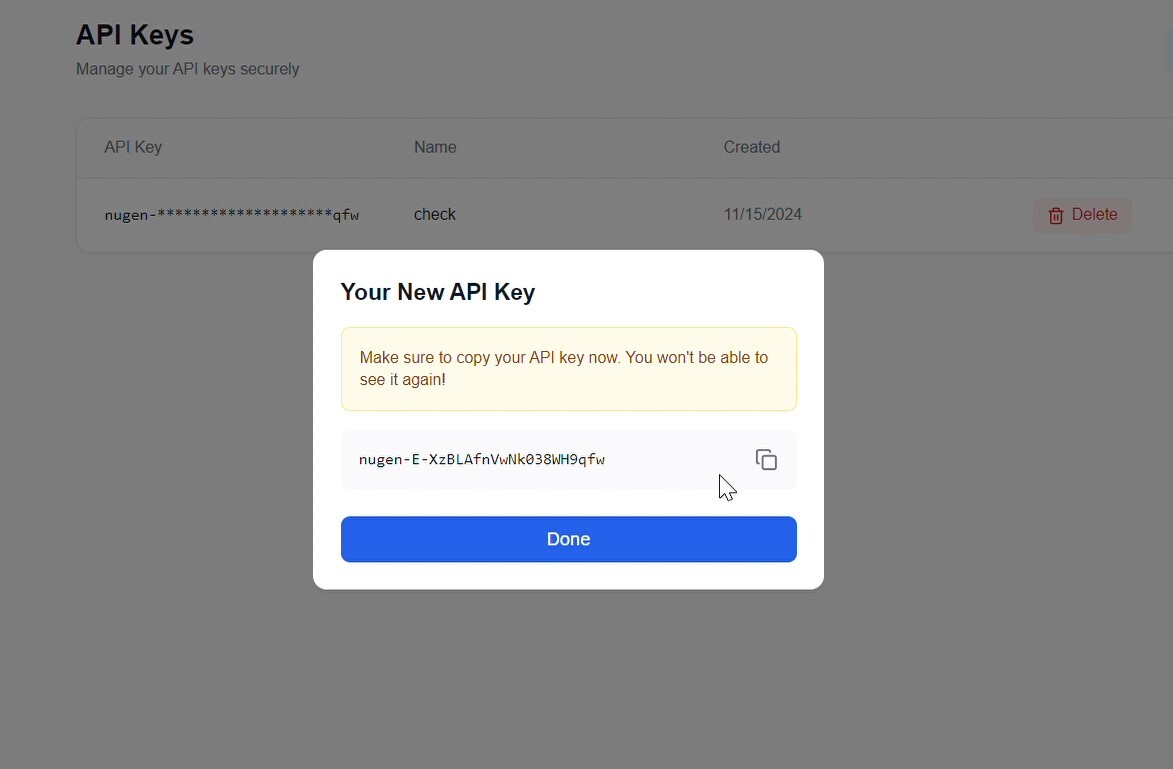 API Keys
Manage your API keys securely
API Key Name Created
nugen-********************qfw check 11/15/2024 Delete
Your New API Key
Make sure to copy your API key now. You won't be able to
see it again!
nugen-E-XzBLAfnVwNk038WH9qfw
Done